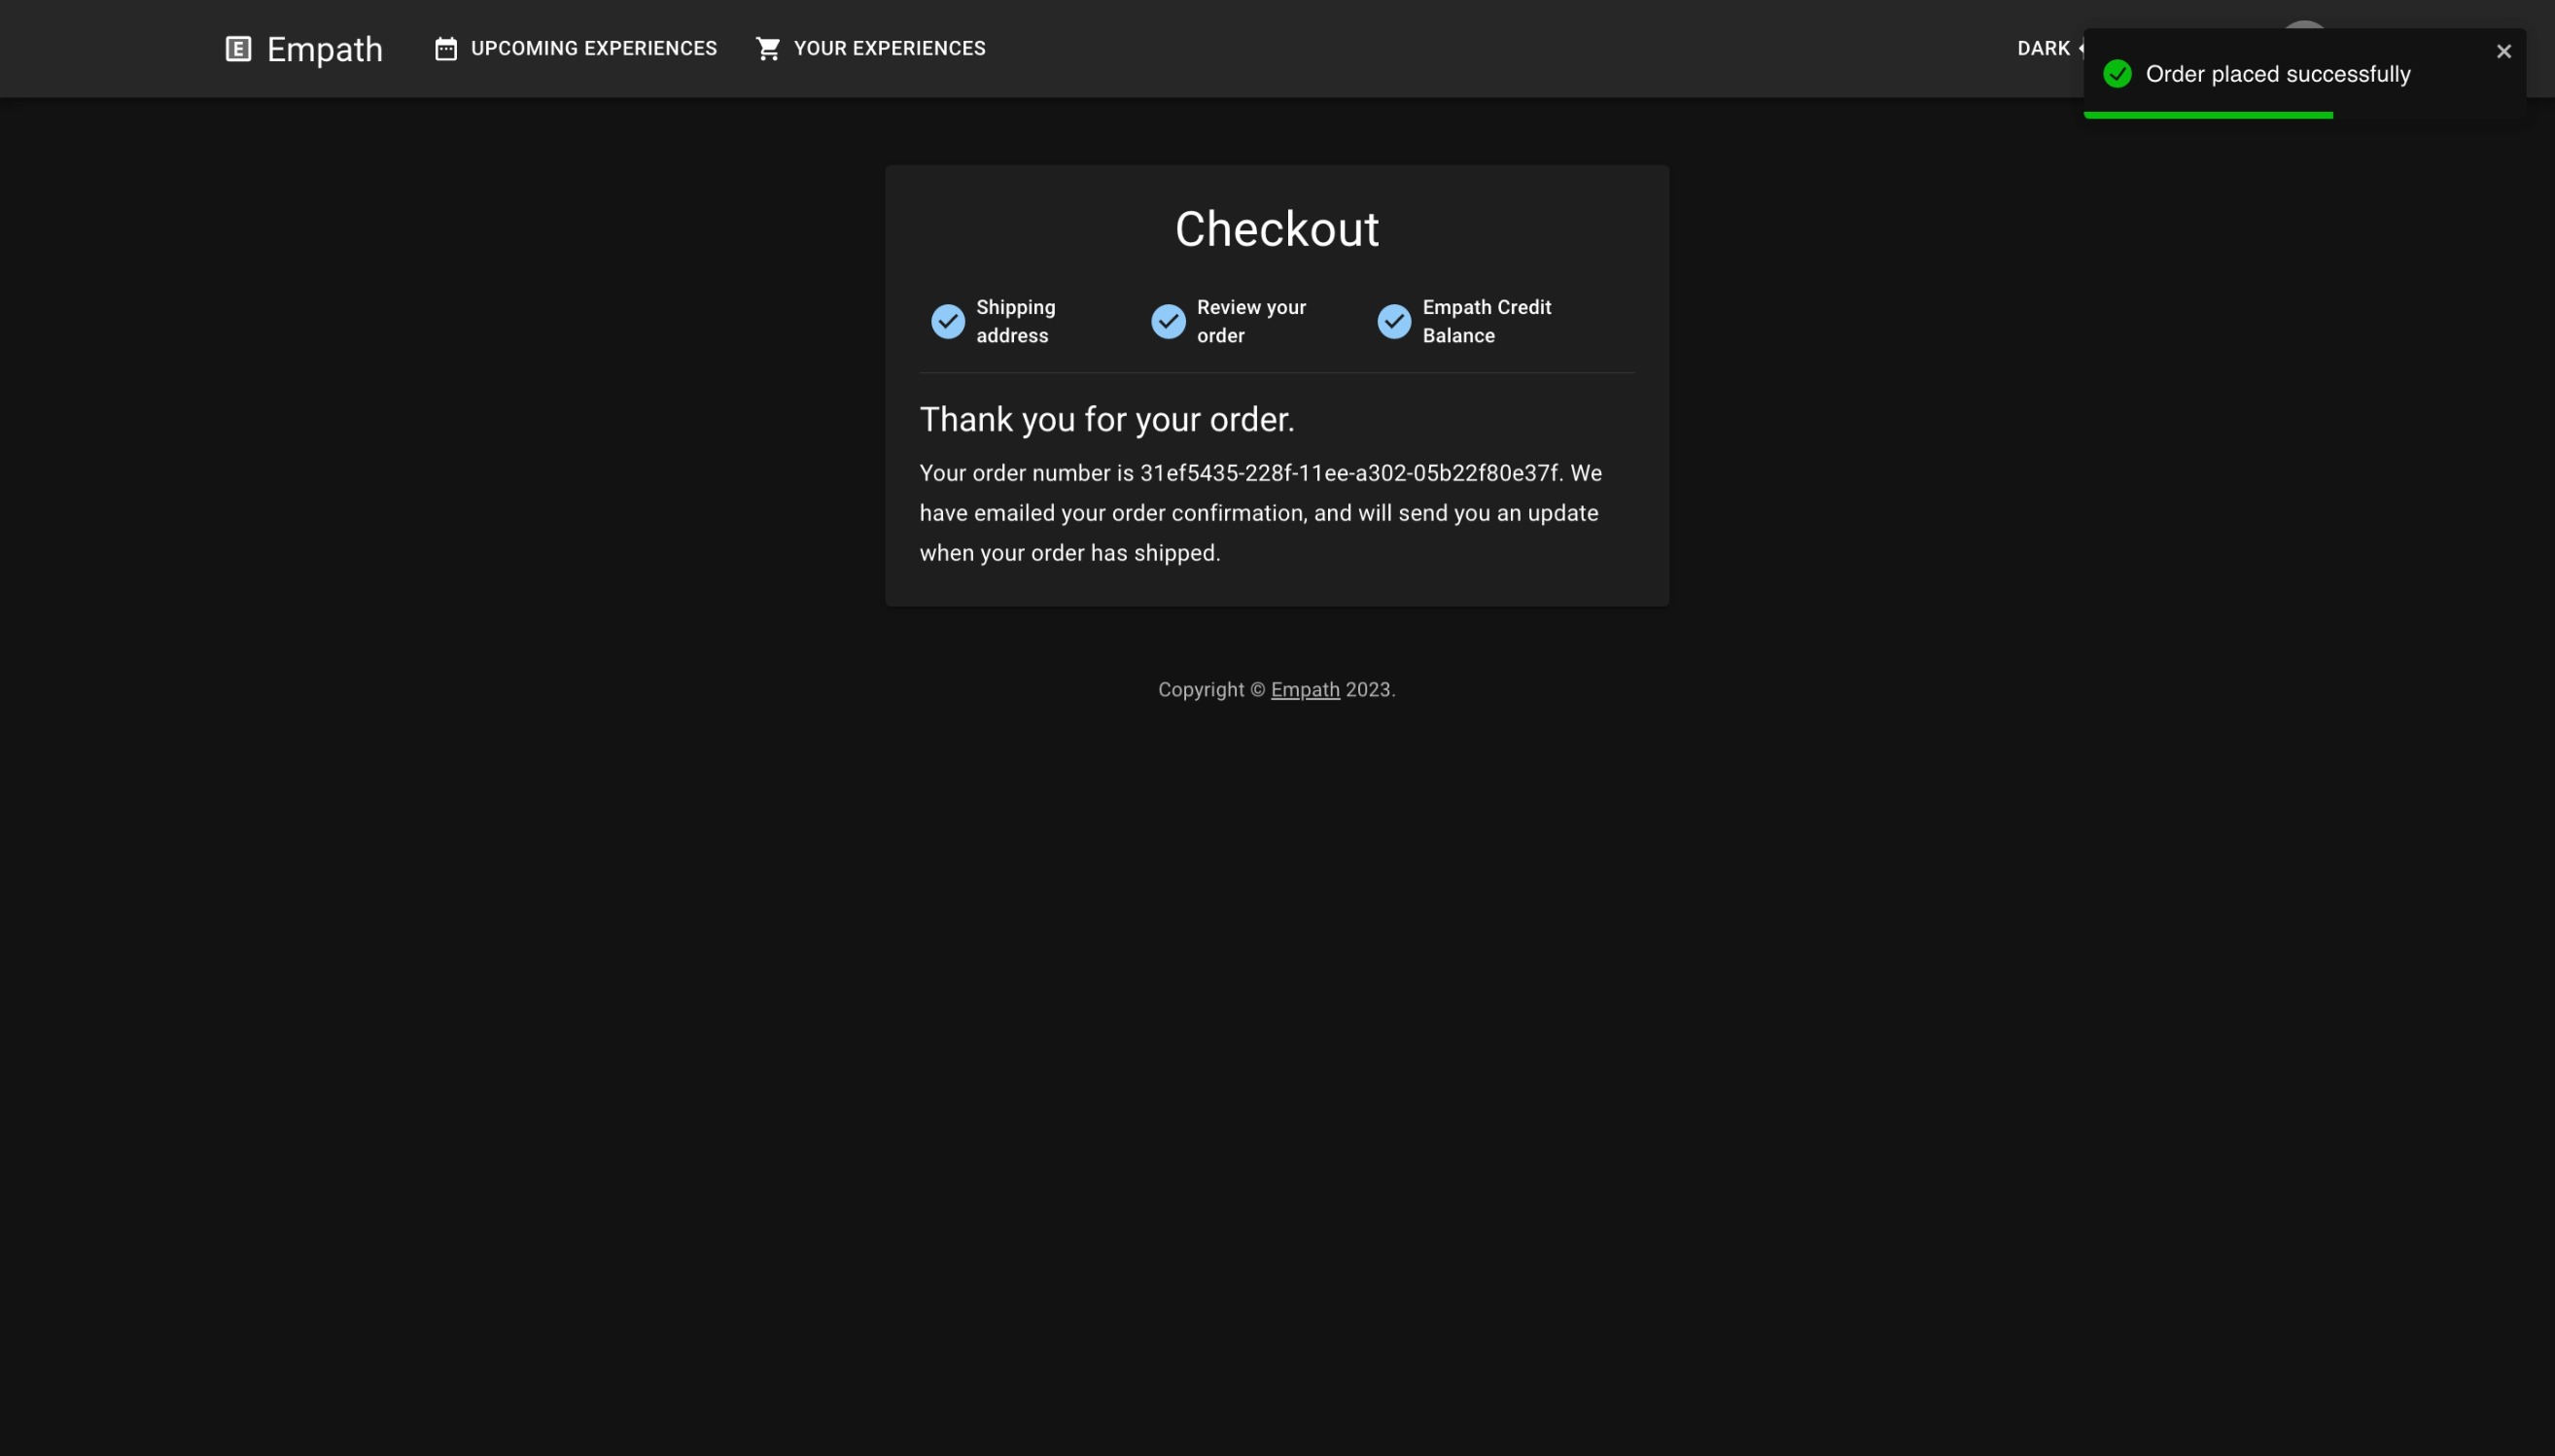 E Empath UPCOMING EXPERIENCES YOUR EXPERIENCES DARK
Order placed successfully
Checkout
Shipping address
Review your order
Empath Credit Balance
Thank you for your order.
Your order number is 31ef5435-228f-11ee-a302-05b22f80e37f. We
have emailed your order confirmation, and will send you an update
when your order has shipped.
Copyright © Empath 2023.